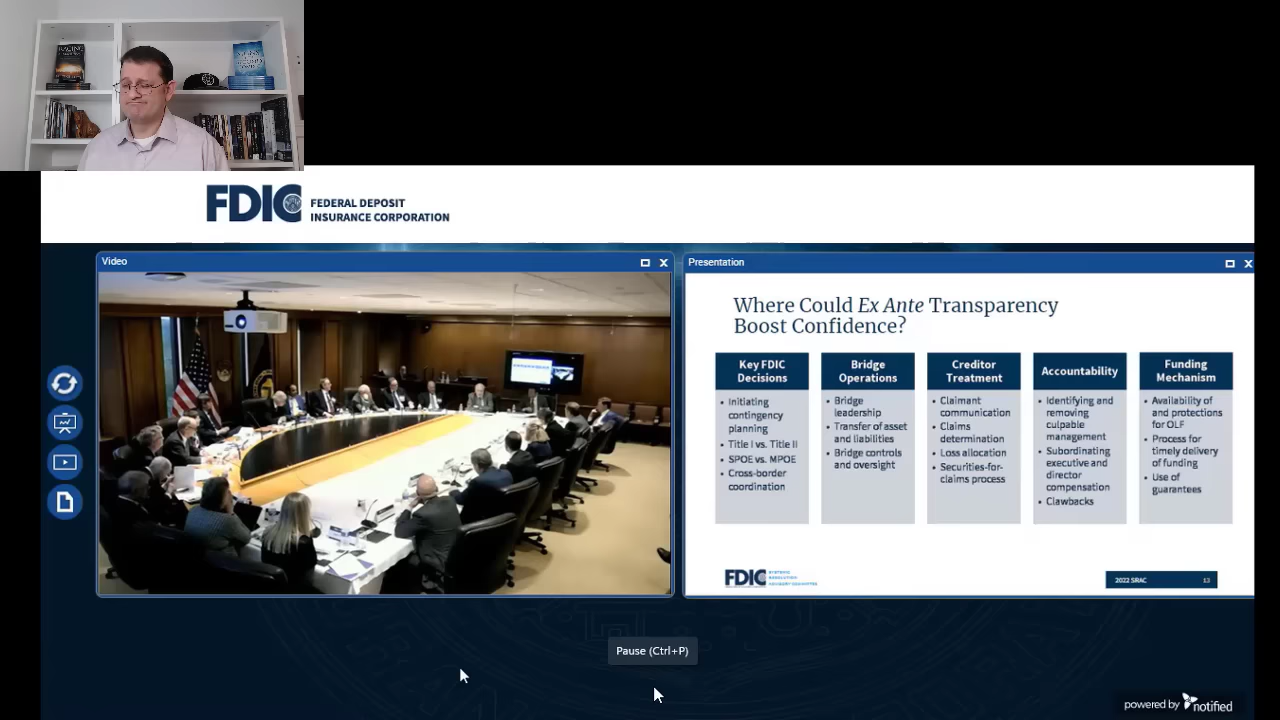 FDIC
FEDERAL DEPOSIT
INSURANCE CORPORATION
Video
Presentation
Where Could Ex Ante Transparency
Boost Confidence?
Key FDIC
Decisions
• Initiating
contingency
planning
• Title I vs. Title II
• SPOE vs. MPOE
• Cross-border
coordination
Bridge
Operations
• Bridge
leadership
• Transfer of asset
and liabilities
• Bridge controls
and oversight
Creditor
Treatment
• Claimant
communication
• Claims
determination
• Loss allocation
• Securities-for-
claims process
Accountability
• Identifying and
removing
culpable
management
• Subordinating
executive and
director
compensation
• Clawbacks
Funding
Mechanism
• Availability of
and protections
for OLF
• Process for
timely delivery
of funding
• Use of
guarantees
FDIC
SYSTEMIC
RESOLUTION
ADVISORY COMMITTEE
2022 SRAC 13
Pause (Ctrl+P)
powered by notified